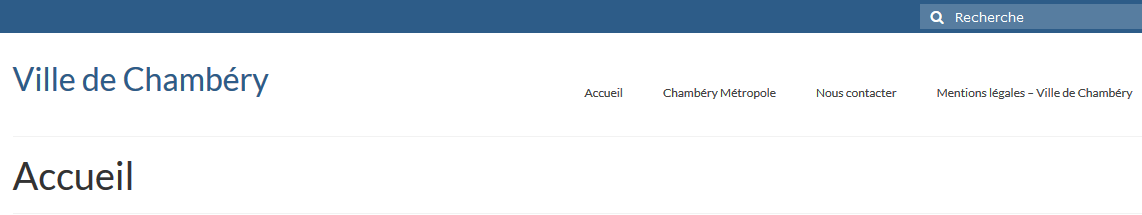 Recherche
Ville de Chambéry
Accueil Chambéry Métropole Nous contacter Mentions légales – Ville de Chambéry
Accueil